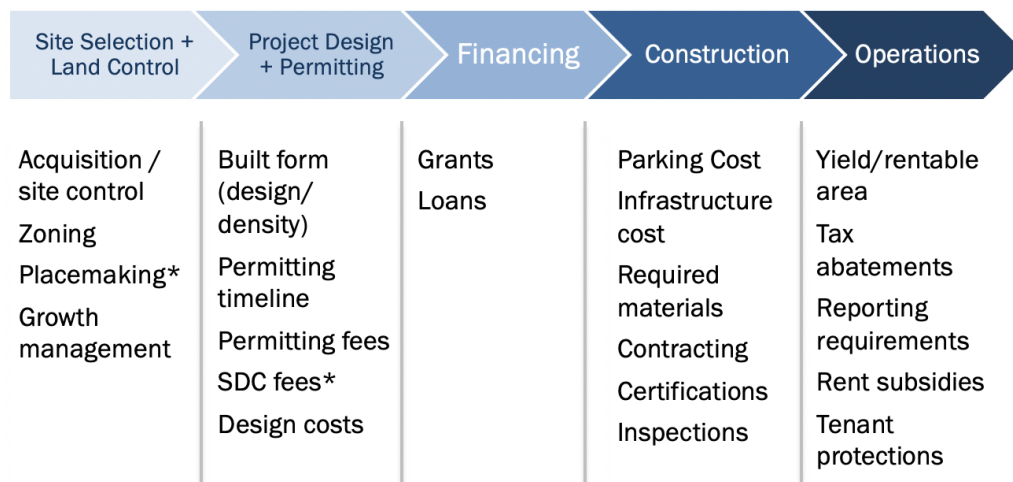 Site Selection +
Land Control
Project Design
+ Permitting
Financing
Construction
Operations
Acquisition /
site control
Zoning
Placemaking*
Growth
management
Built form
(design/
density)
Permitting
timeline
Permitting fees
SDC fees*
Design costs
Grants
Loans
Parking Cost
Infrastructure
cost
Required
materials
Contracting
Certifications
Inspections
Yield/rentable
area
Tax
abatements
Reporting
requirements
Rent subsidies
Tenant
protections